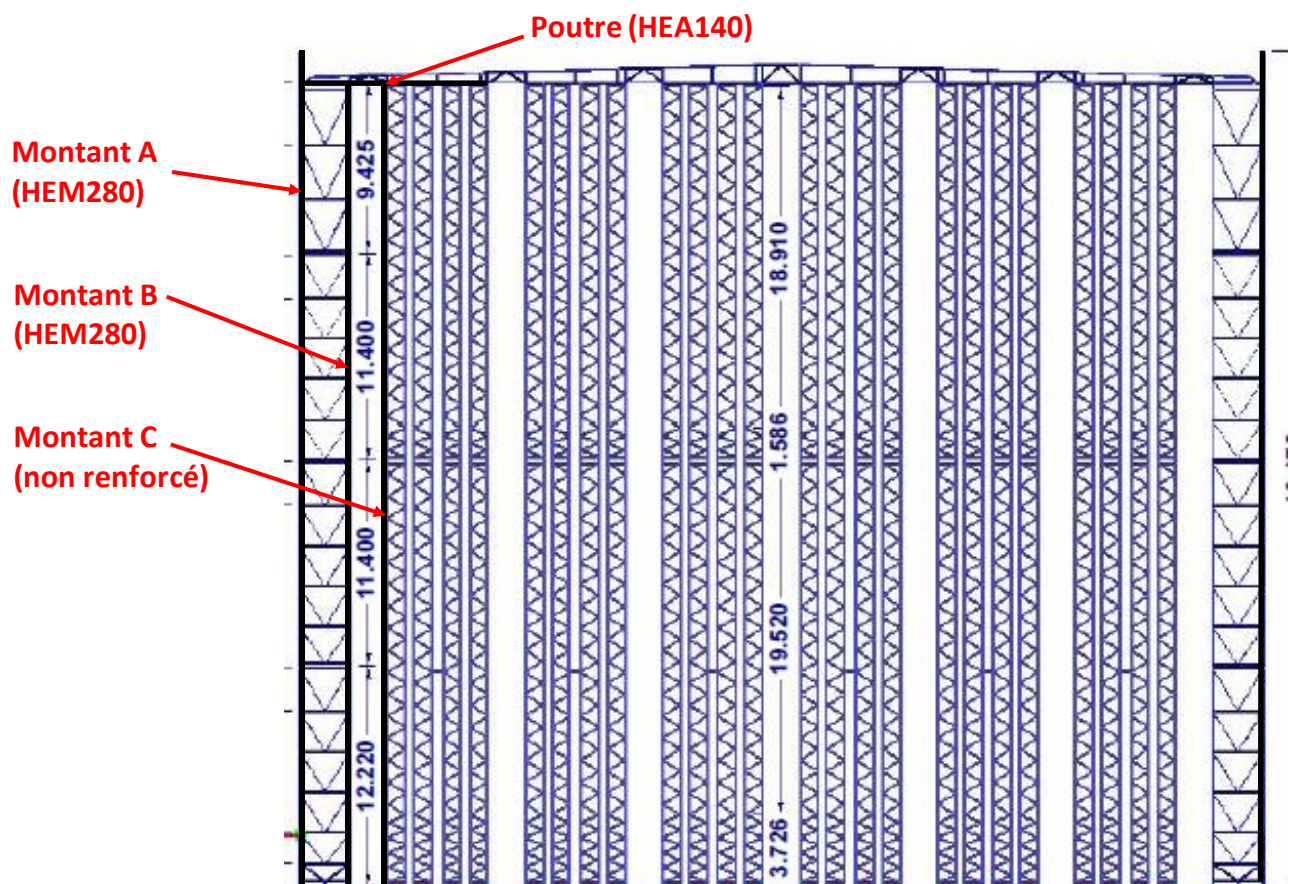 Poutre (HEA140)
Montant A
(HEM280)
Montant B
(HEM280)
Montant C
(non renforcé)
9.425
11.400
11.400
12.220
18.910
1.586
19.520
3.726